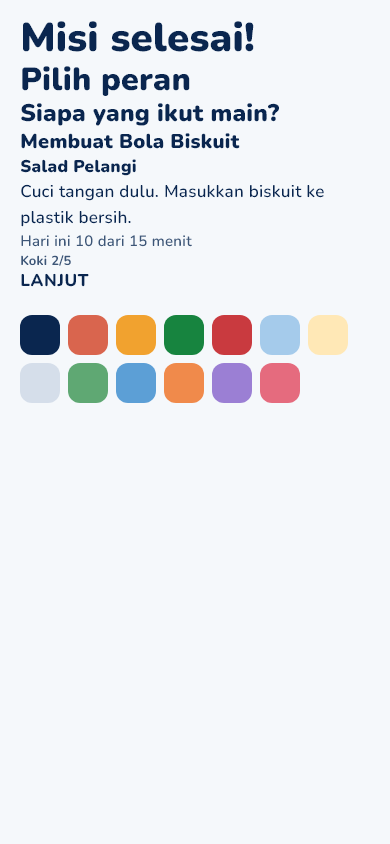 Misi selesai!
Pilih peran
Siapa yang ikut main?
Membuat Bola Biskuit
Salad Pelangi
Cuci tangan dulu. Masukkan biskuit ke
plastik bersih.
Hari ini 10 dari 15 menit
Koki 2/5
LANJUT